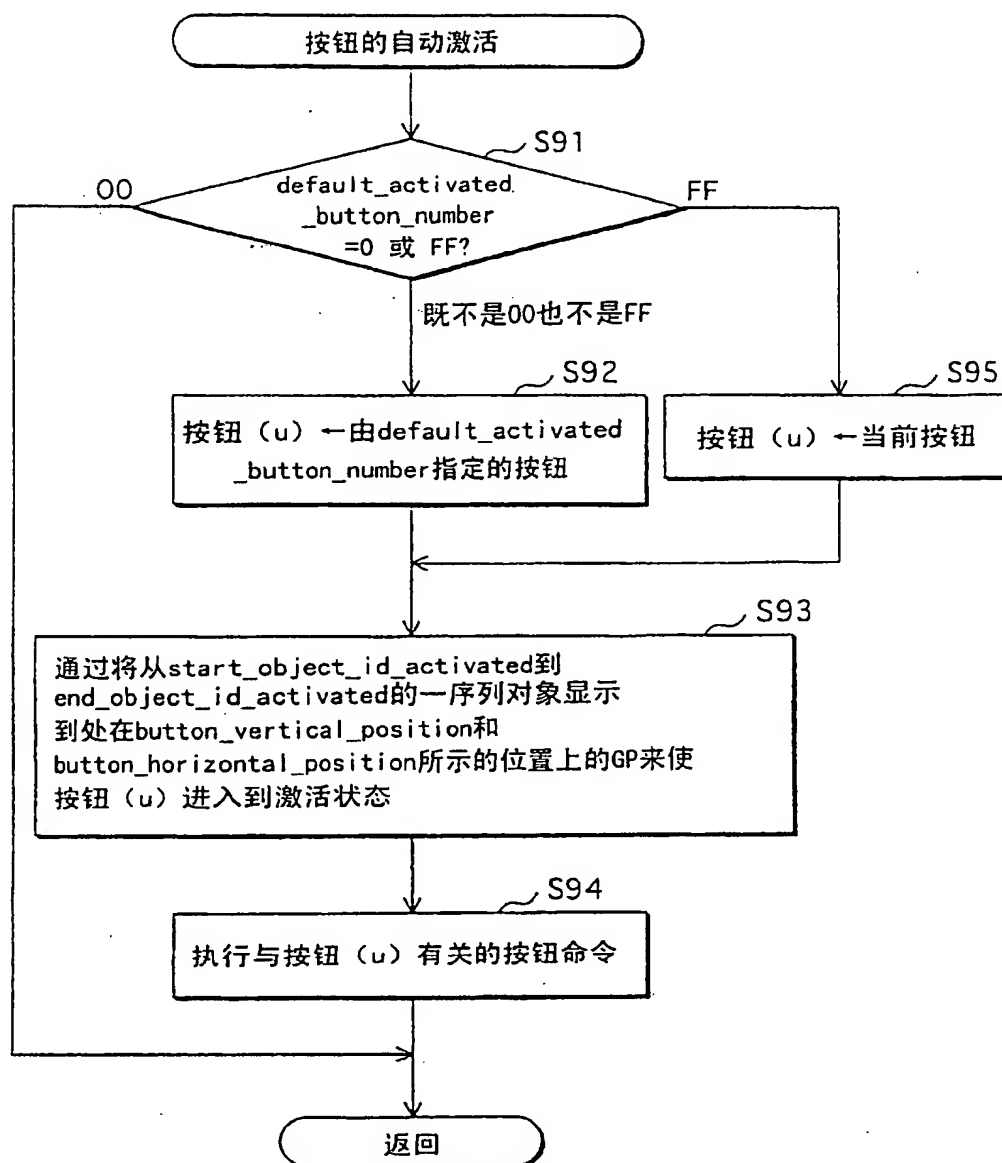 按钮的自动激活
S91
00
default_activated
_button_number
=0 或 FF?
FF
既不是00也不是FF
S92
按钮（u）←由default_activated
_button_number指定的按钮
S95
按钮（u）←当前按钮
S93
通过将从start_object_id_activated到
end_object_id_activated的一序列对象显示
到处在button_vertical_position和
button_horizontal_position所示的位置上的GP来使
按钮（u）进入到激活状态
S94
执行与按钮（u）有关的按钮命令
返回